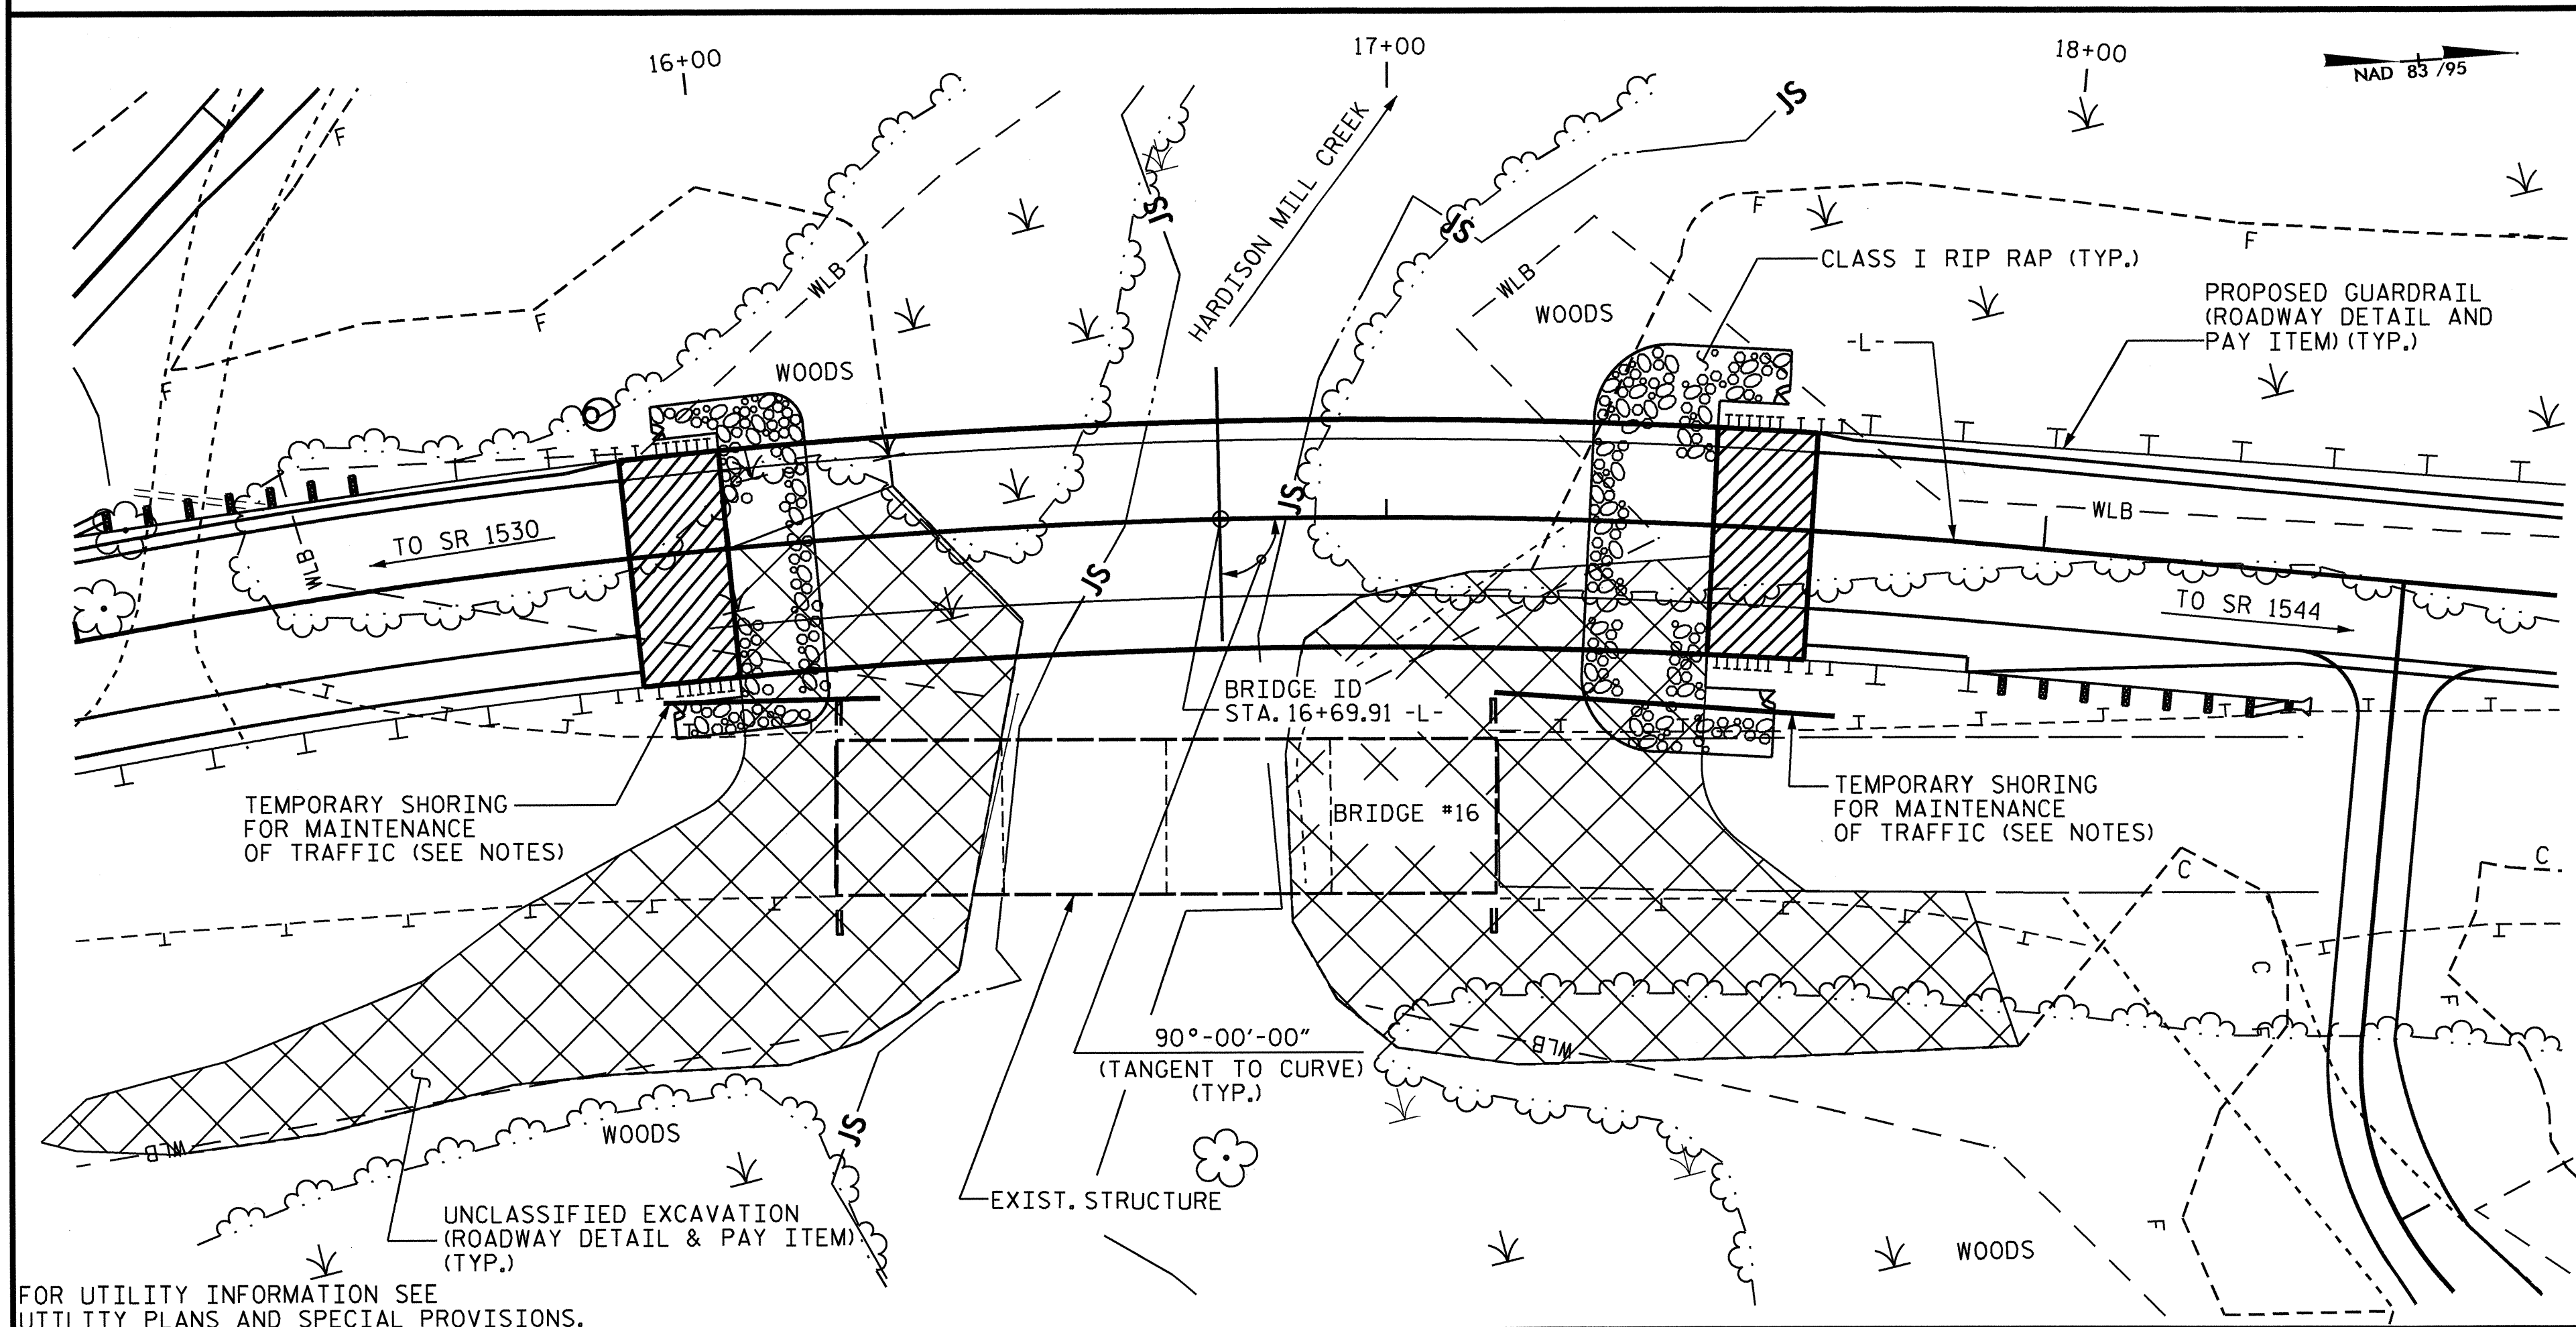 16+00
17+00
18+00
NAD 83/95
F
JS
HARDISON MILL CREEK
JS
JS
JS
F
F
CLASS I RIP RAP (TYP.)
WLB
WLB
WOODS
PROPOSED GUARDRAIL
(ROADWAY DETAIL AND
PAY ITEM) (TYP.)
-L-
F
F
WOODS
JS
WLB
TO SR 1530
WLB
JS
TO SR 1544
BRIDGE ID
STA. 16+69.91 -L-
TEMPORARY SHORING
FOR MAINTENANCE
OF TRAFFIC (SEE NOTES)
BRIDGE #16
TEMPORARY SHORING
FOR MAINTENANCE
OF TRAFFIC (SEE NOTES)
C
C
C
F
F
90°-00'-00"
(TANGENT TO CURVE)
(TYP.)
WLB
JS
WOODS
WLB
EXIST. STRUCTURE
UNCLASSIFIED EXCAVATION
(ROADWAY DETAIL & PAY ITEM)
(TYP.)
F
WOODS
FOR UTILITY INFORMATION SEE
UTILITY PLANS AND SPECIAL PROVISIONS.